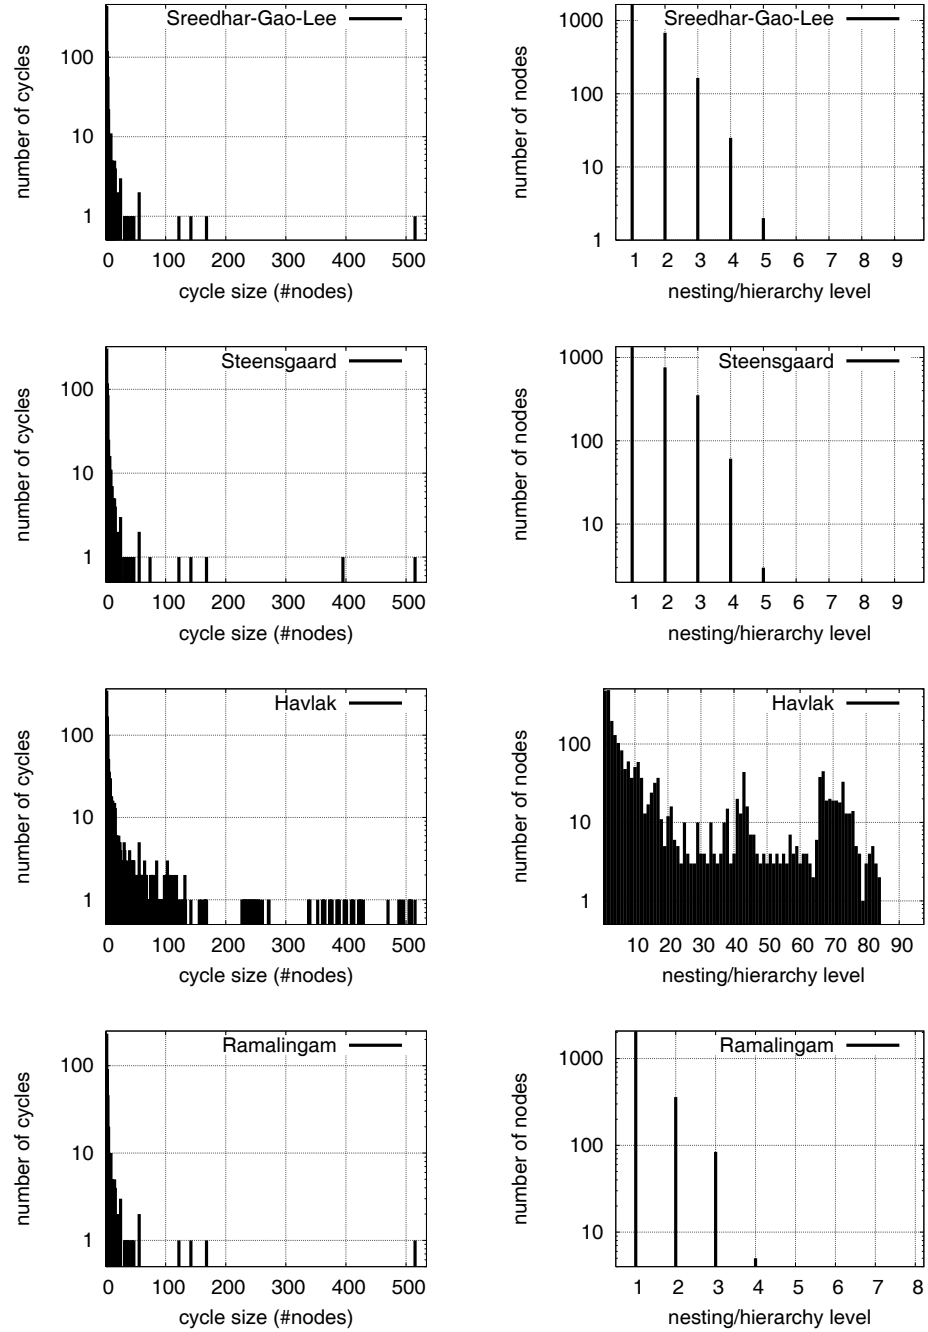 Sreedhar-Gao-Lee
number of cycles
100
10
1
0 100 200 300 400 500
cycle size (#nodes)
Sreedhar-Gao-Lee
number of nodes
1000
100
10
1
1 2 3 4 5 6 7 8 9
nesting/hierarchy level
Steensgaard
number of cycles
100
10
1
0 100 200 300 400 500
cycle size (#nodes)
Steensgaard
number of nodes
1000
100
10
1 2 3 4 5 6 7 8 9
nesting/hierarchy level
Havlak
number of cycles
100
10
1
0 100 200 300 400 500
cycle size (#nodes)
Havlak
number of nodes
100
10
1
10 20 30 40 50 60 70 80 90
nesting/hierarchy level
Ramalingam
number of cycles
100
10
1
0 100 200 300 400 500
cycle size (#nodes)
Ramalingam
number of nodes
1000
100
10
1 2 3 4 5 6 7 8
nesting/hierarchy level